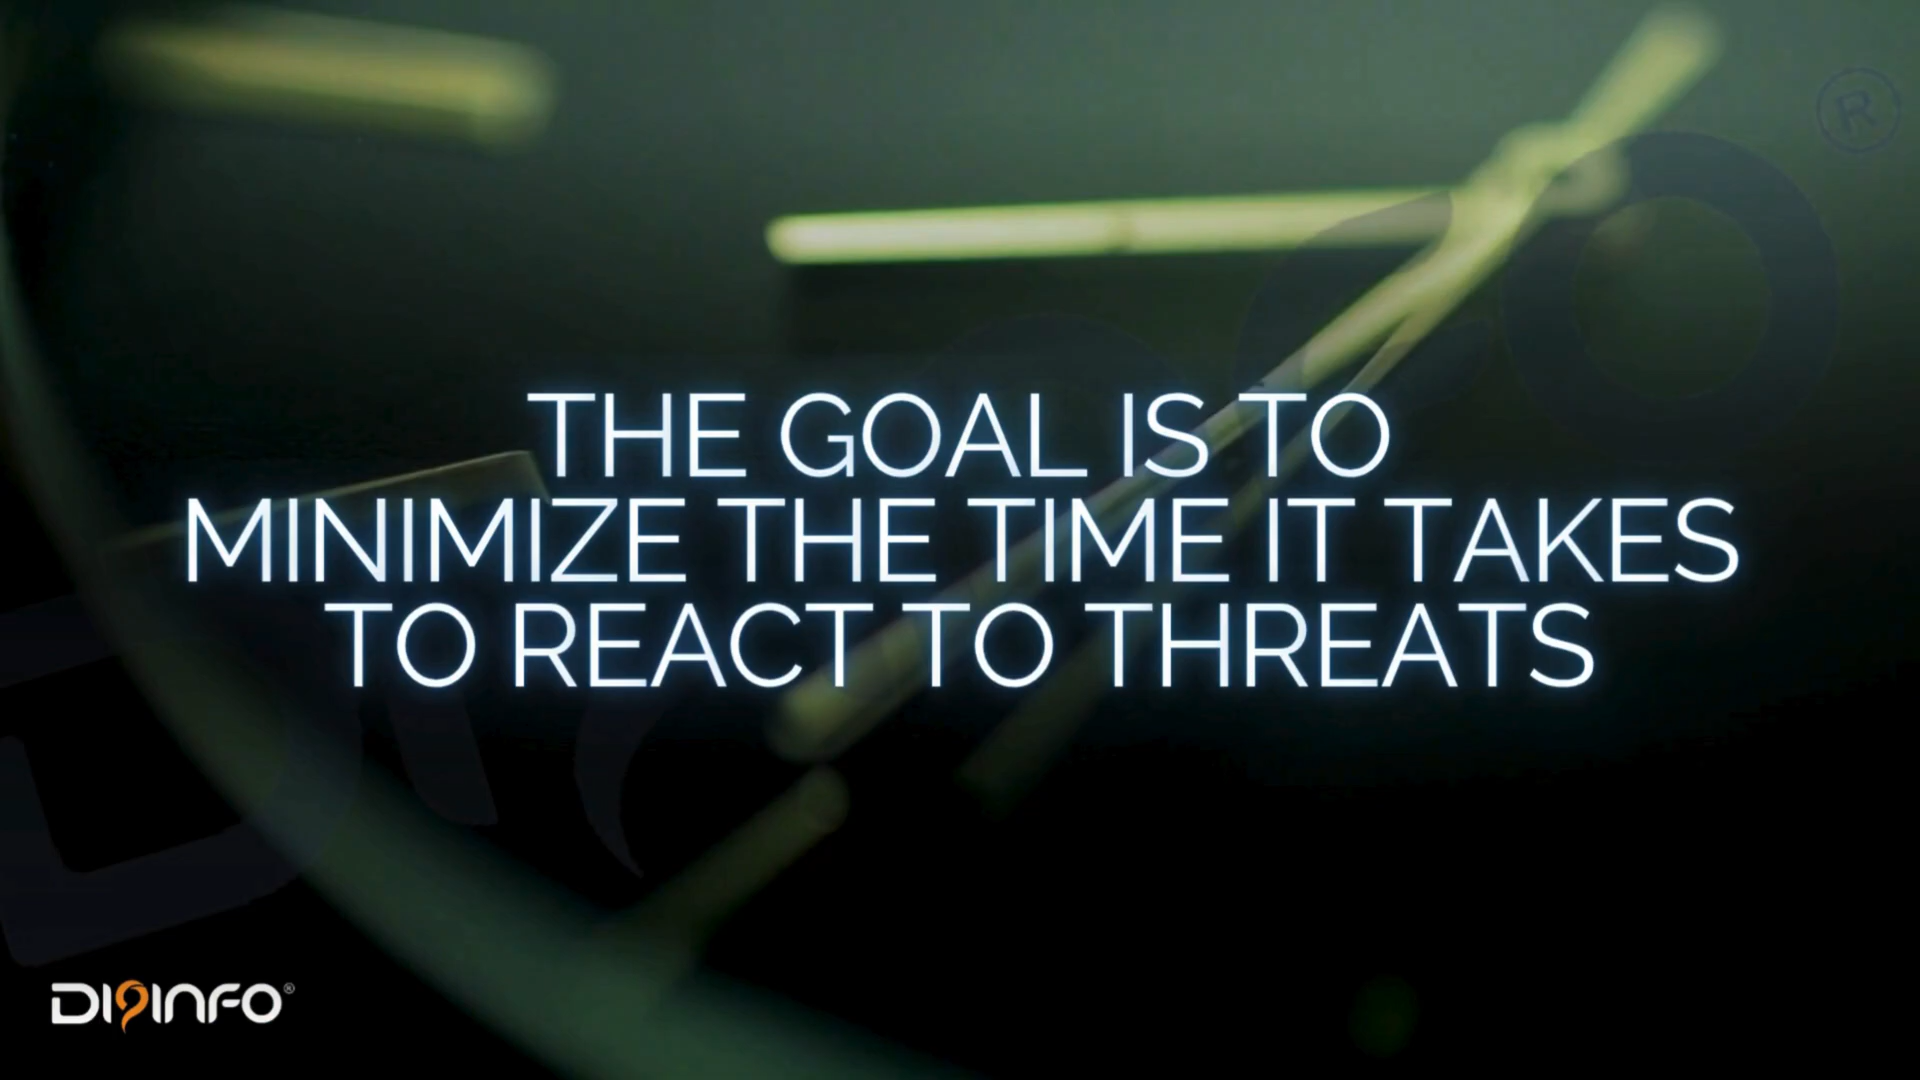 THE GOAL IS TO
MINIMIZE THE TIME IT TAKES
TO REACT TO THREATS
DIGINFO®